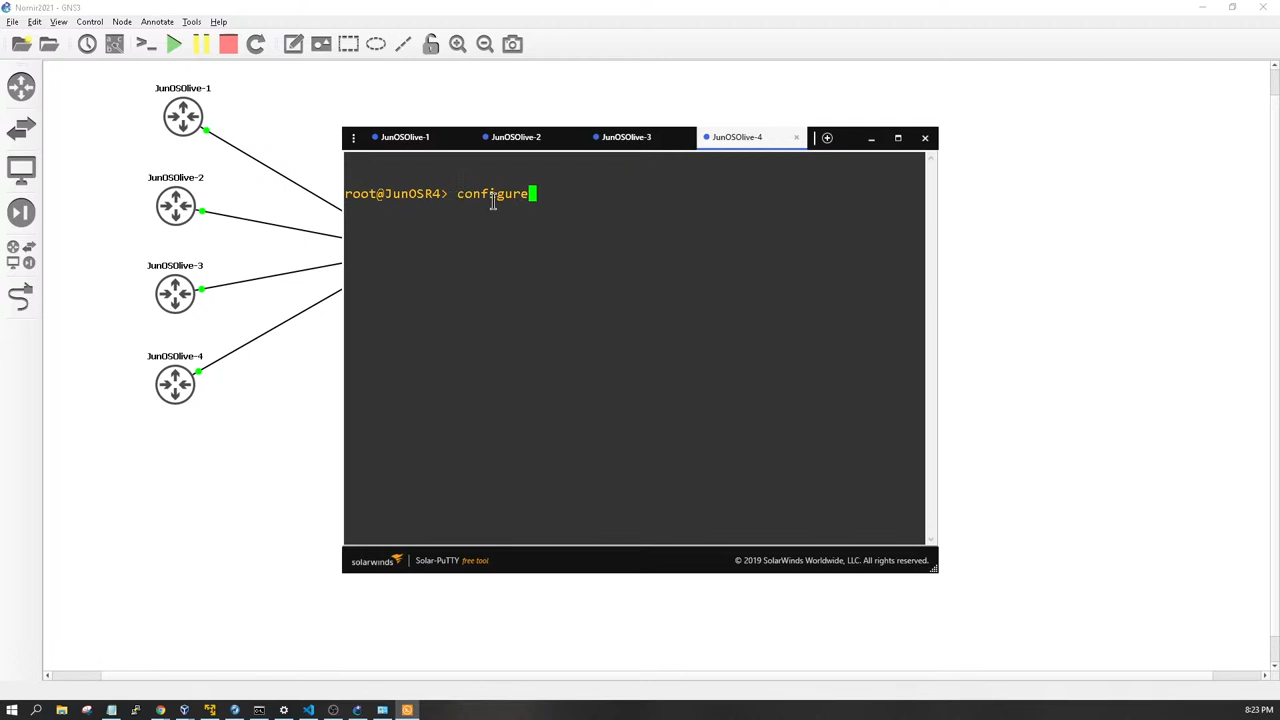 Nornir2021 - GNS3
File Edit View Control Node Annotate Tools Help
JunOSOlive-1
JunOSOlive-2
JunOSOlive-3
JunOSOlive-4
JunOSOlive-1 JunOSOlive-2 JunOSOlive-3 JunOSOlive-4
root@JunOSR4> configure
solarwinds Solar-PuTTY free tool © 2019 SolarWinds Worldwide, LLC. All rights reserved.
8:23 PM